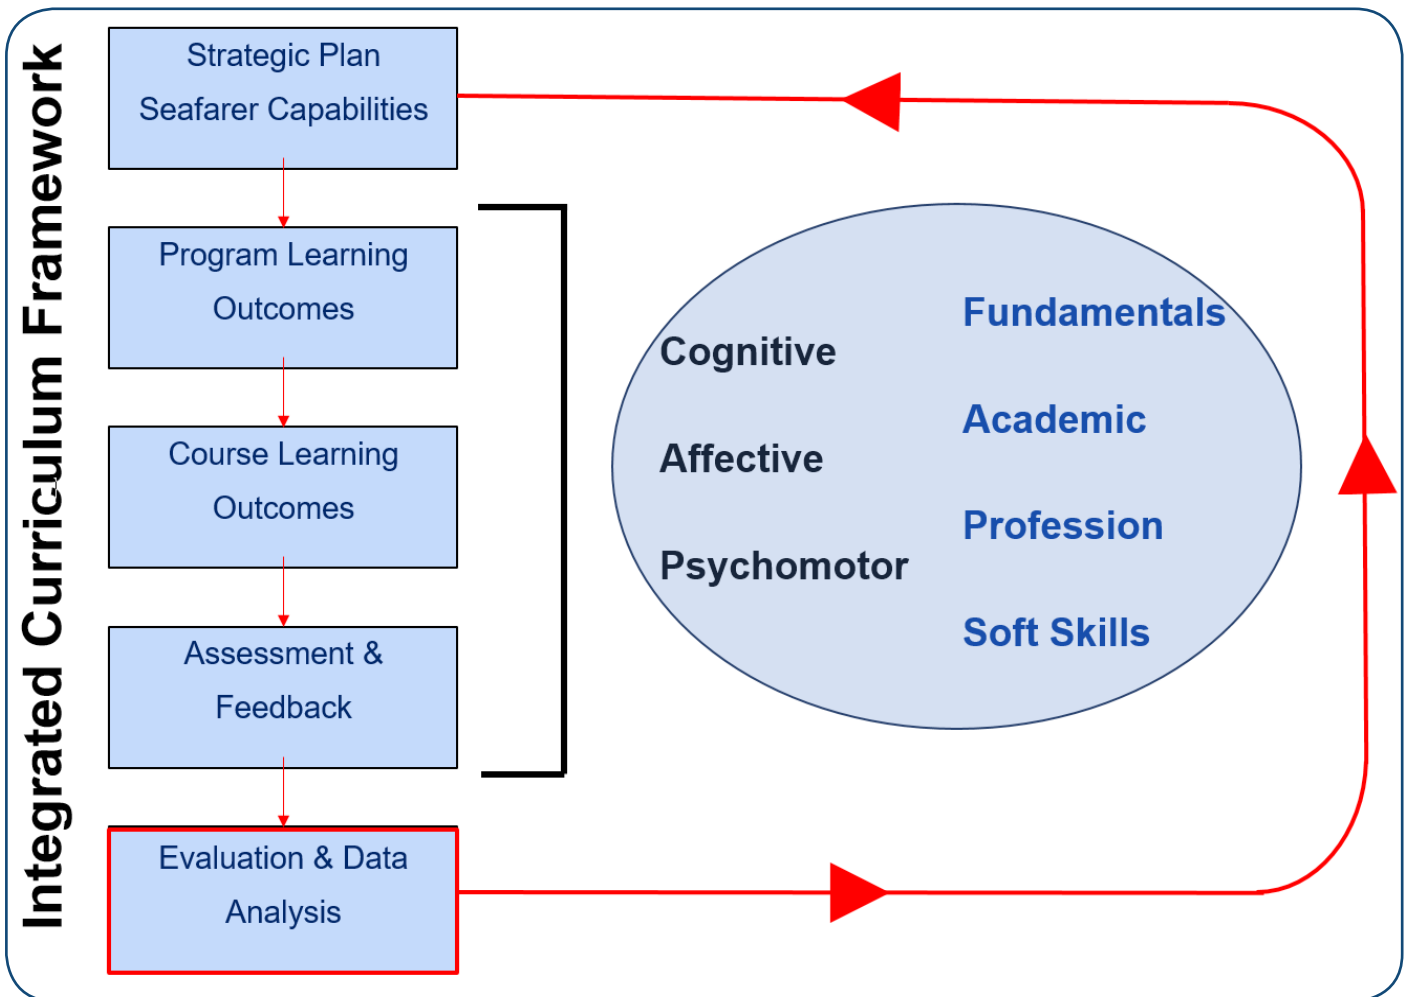 Integrated Curriculum Framework
Strategic Plan
Seafarer Capabilities
Program Learning
Outcomes
Course Learning
Outcomes
Assessment &
Feedback
Evaluation & Data
Analysis
Cognitive
Affective
Psychomotor
Fundamentals
Academic
Profession
Soft Skills